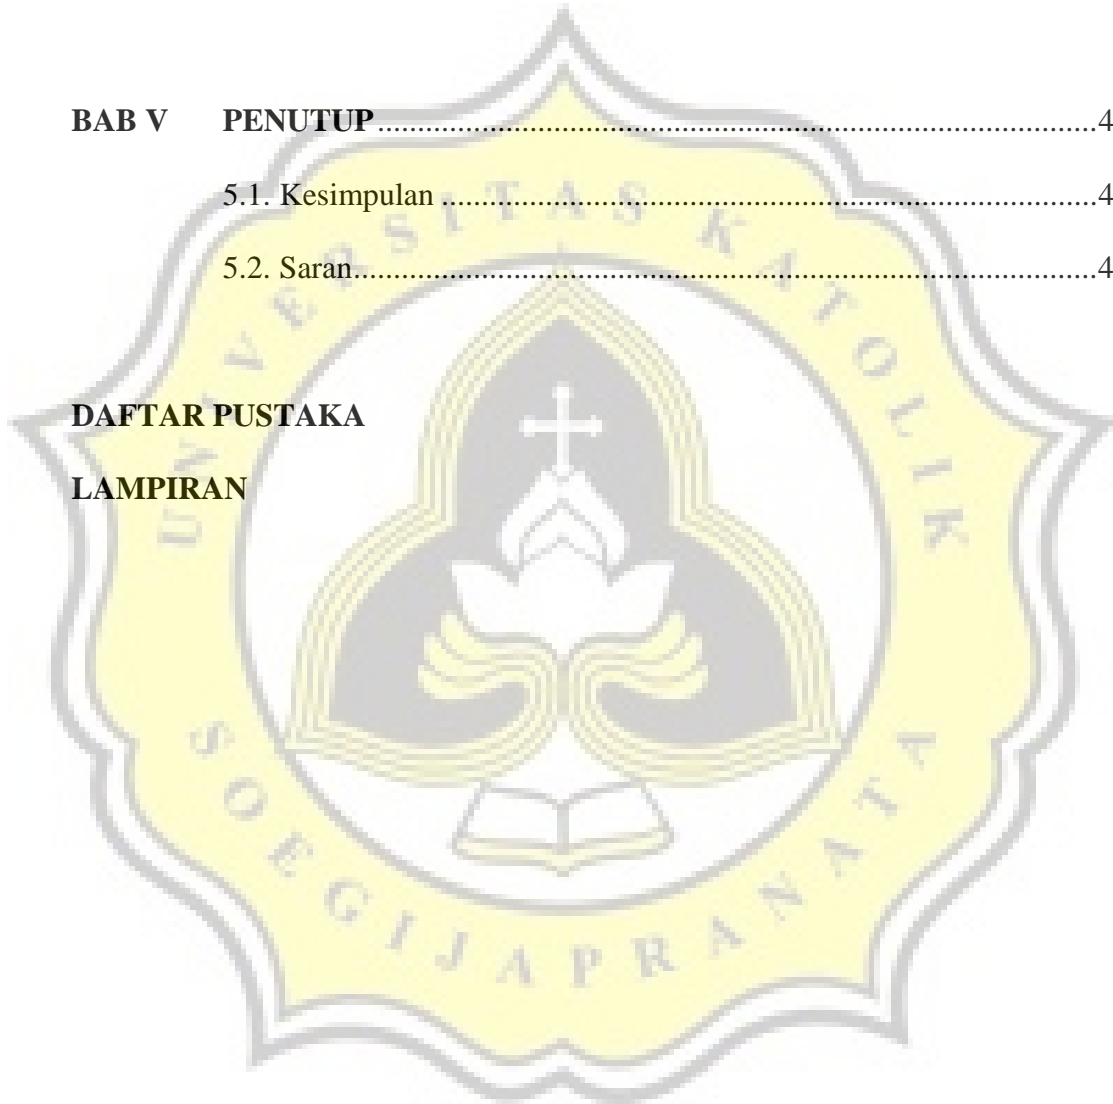 BAB V PENUTUP ........................................ 4
5.1. Kesimpulan ........................................ 4
5.2. Saran ........................................ 4
DAFTAR PUSTAKA
LAMPIRAN
UNIVERSITAS KATOLIK
SOEGIJAPRANATA